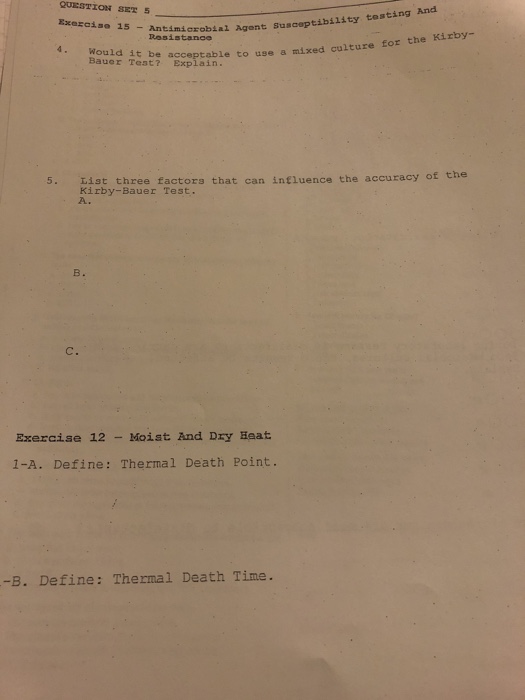 QUESTION SET 5
Exercise 15 - Antimicrobial Agent Susceptibility testing And
Resistance
4. Would it be acceptable to use a mixed culture for the Kirby-
Bauer Test? Explain.
5. List three factors that can influence the accuracy of the
Kirby-Bauer Test.
A.
B.
C.
Exercise 12 - Moist And Dry Heat
1-A. Define: Thermal Death Point.
-B. Define: Thermal Death Time.